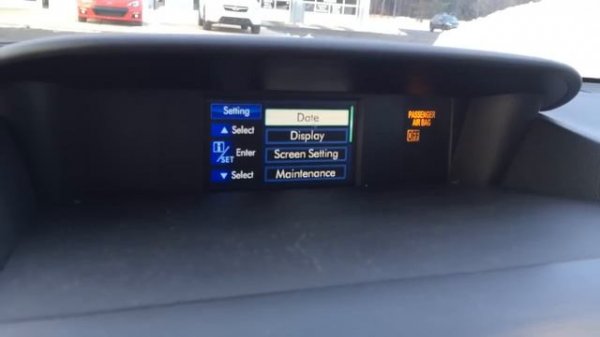 Setting
Date
▲ Select
Display
i/SET Enter
Screen Setting
▼ Select
Maintenance
PASSENGER
AIR BAG
OFF